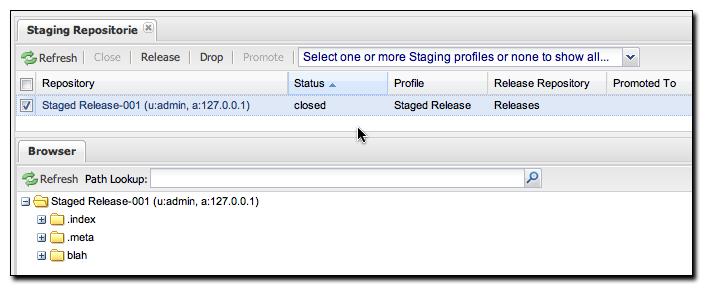 Staging Repositorie
Refresh Close Release Drop Promote Select one or more Staging profiles or none to show all...
Repository Status Profile Release Repository Promoted To
Staged Release-001 (u:admin, a:127.0.0.1) closed Staged Release Releases
Browser
Refresh Path Lookup:
Staged Release-001 (u:admin, a:127.0.0.1)
.index
.meta
blah